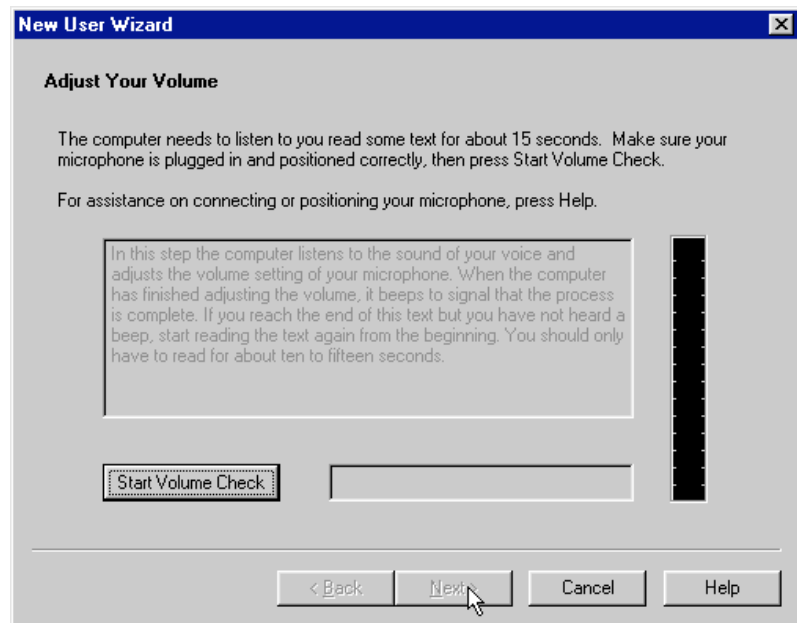 New User Wizard
Adjust Your Volume
The computer needs to listen to you read some text for about 15 seconds.  Make sure your
microphone is plugged in and positioned correctly, then press Start Volume Check.
For assistance on connecting or positioning your microphone, press Help.
In this step the computer listens to the sound of your voice and
adjusts the volume setting of your microphone. When the computer
has finished adjusting the volume, it beeps to signal that the process
is complete. If you reach the end of this text but you have not heard a
beep, start reading the text again from the beginning. You should only
have to read for about ten to fifteen seconds.
Start Volume Check
< Back
Next >
Cancel
Help